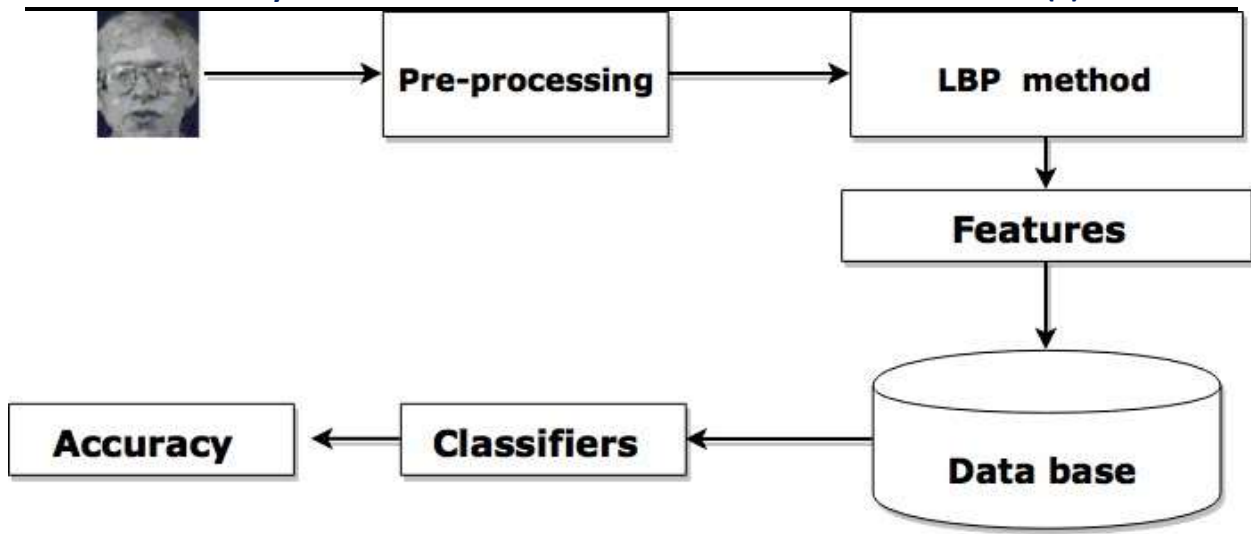 Pre-processing
LBP method
Features
Data base
Classifiers
Accuracy